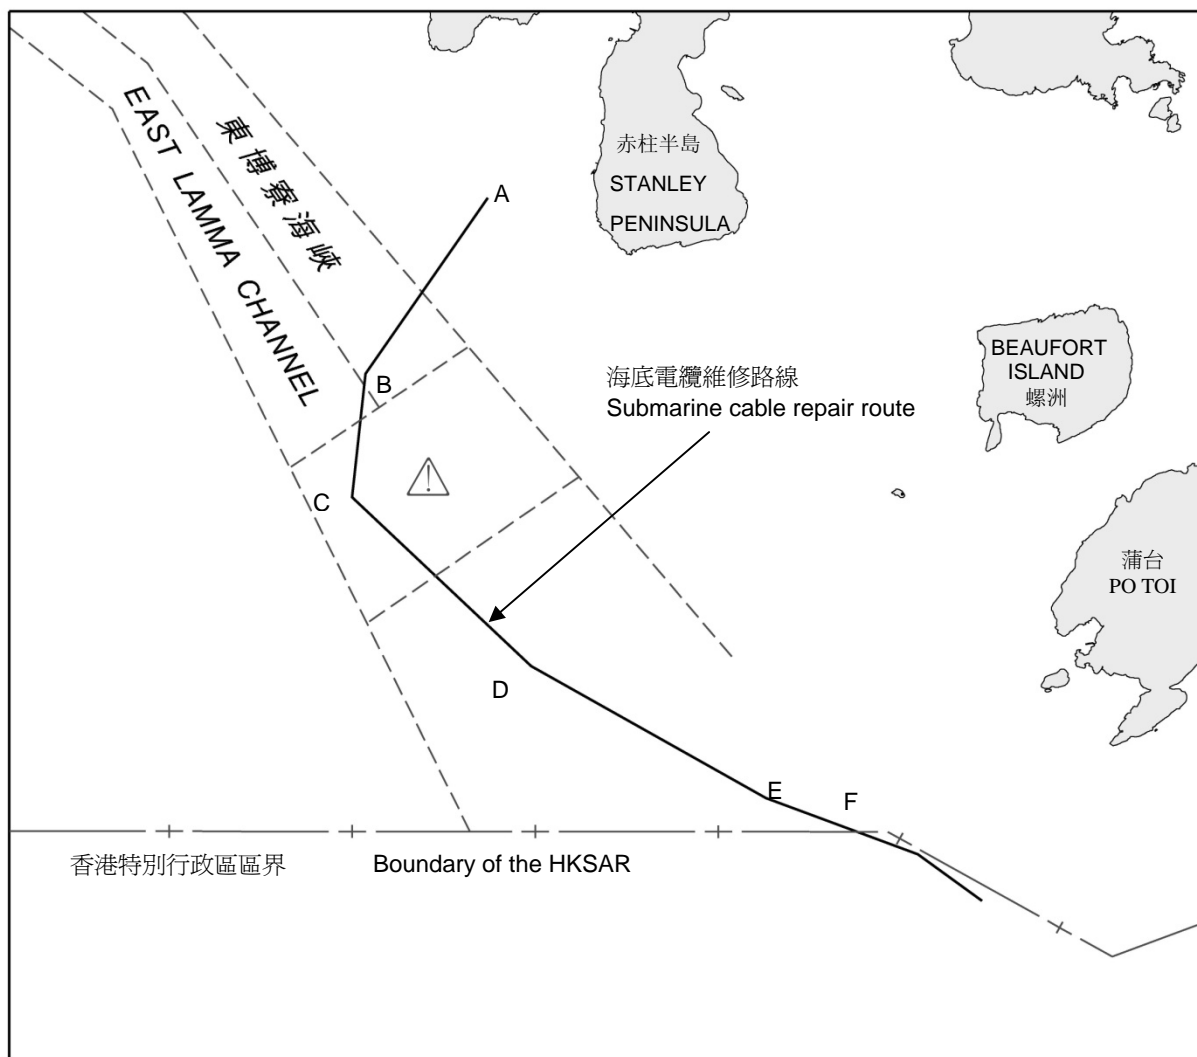 東博寮海峽
EAST LAMMA CHANNEL
赤柱半島
STANLEY
PENINSULA
A
B
BEAUFORT
ISLAND
螺洲
海底電纜維修路線
Submarine cable repair route
C
蒲台
PO TOI
D
E
F
香港特別行政區區界
Boundary of the HKSAR